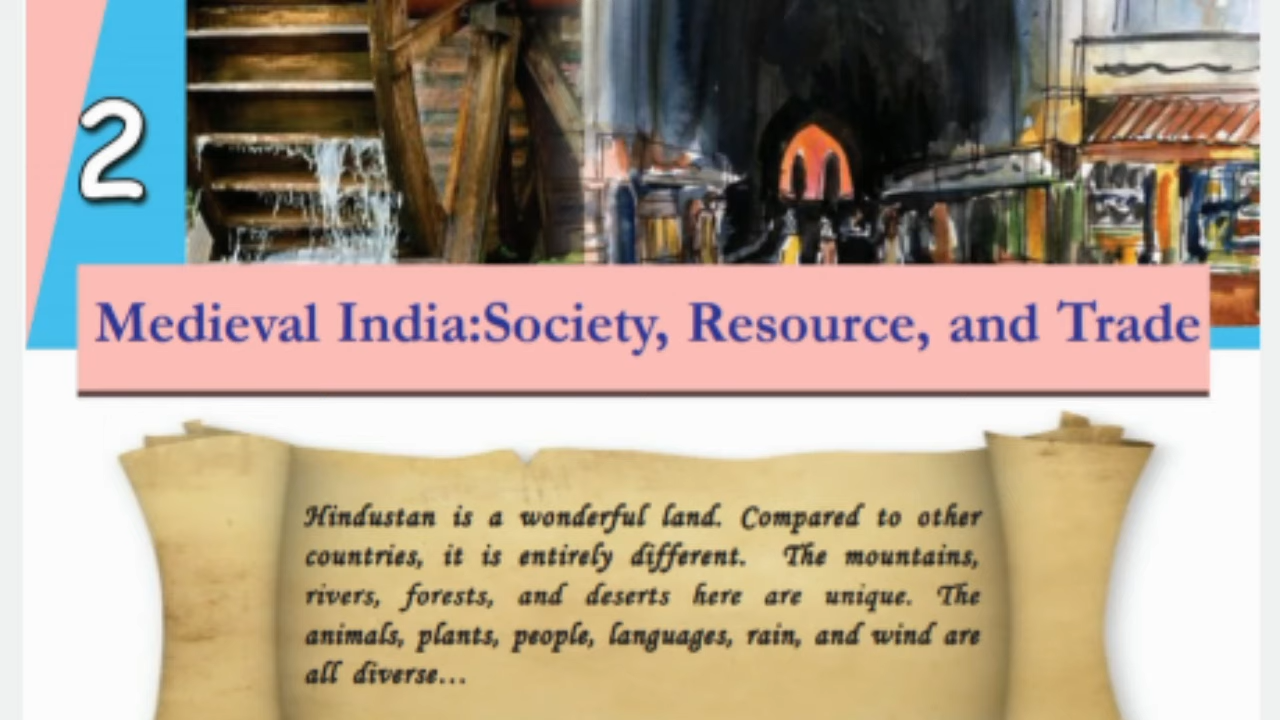 2
Medieval India:Society, Resource, and Trade
Hindustan is a wonderful land. Compared to other
countries, it is entirely different. The mountains,
rivers, forests, and deserts here are unique. The
animals, plants, people, languages, rain, and wind are
all diverse...